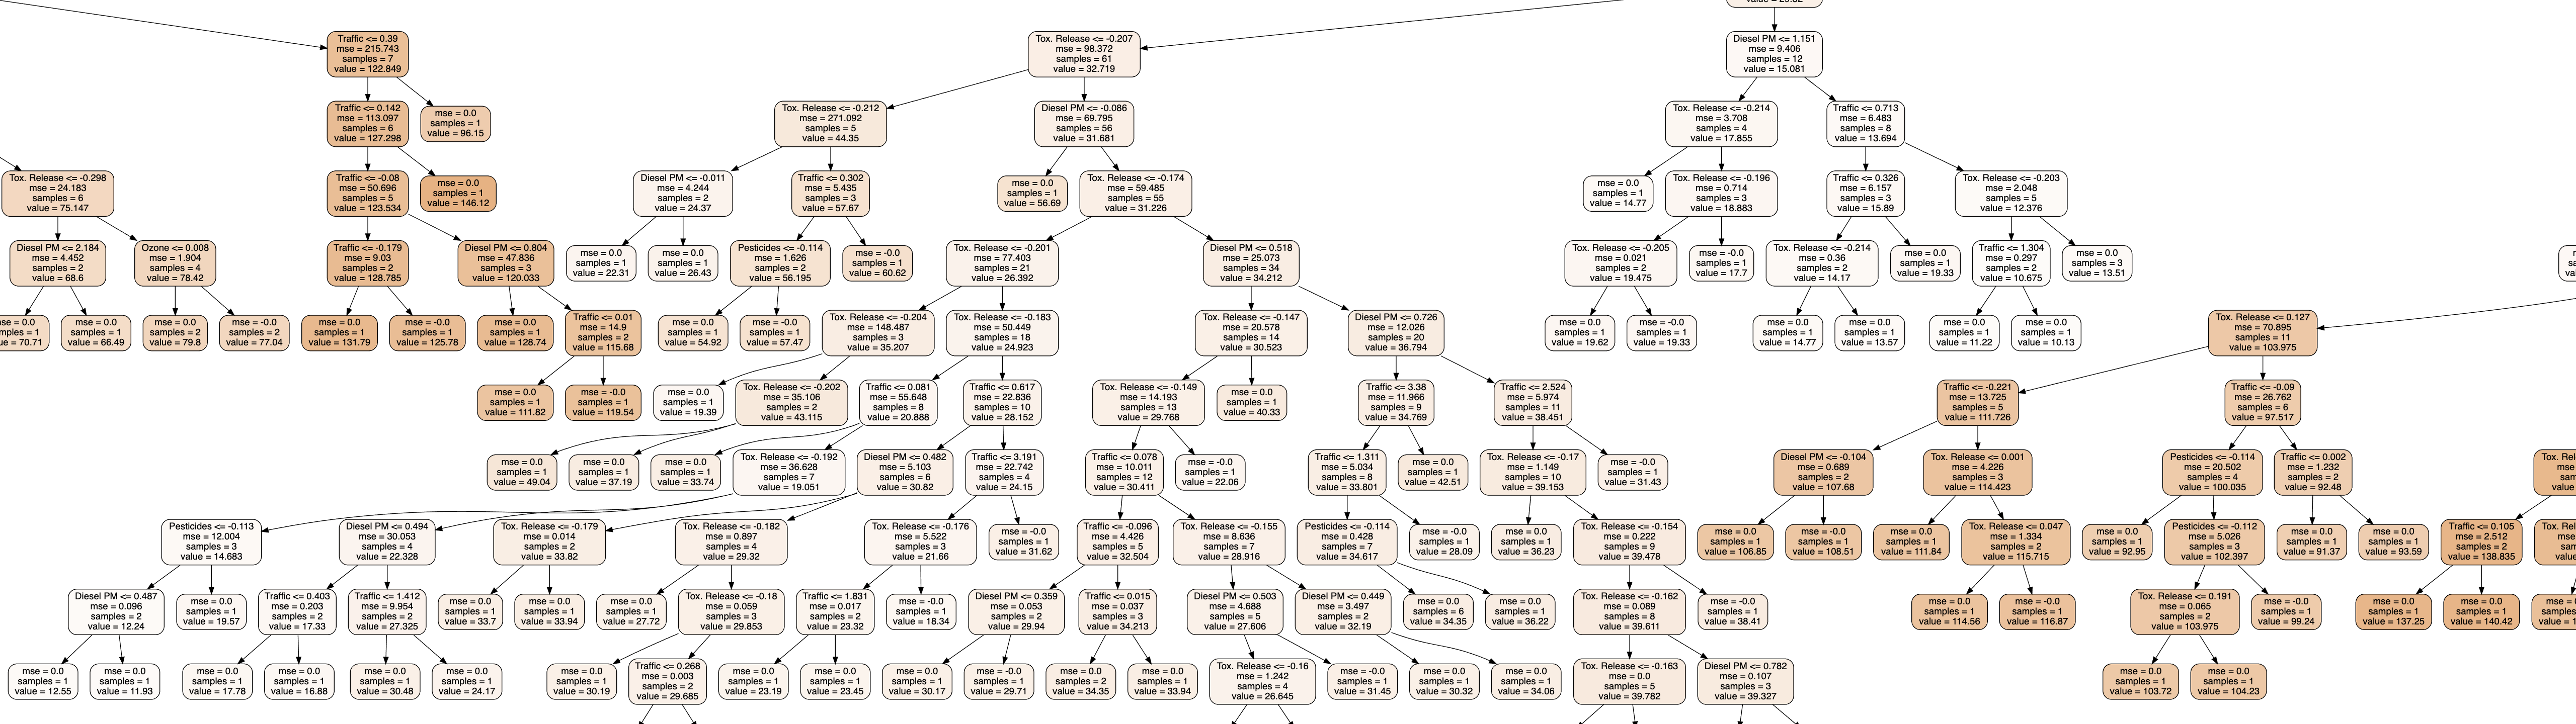 Traffic <= 0.39
mse = 215.743
samples = 7
value = 122.849
Tox. Release <= -0.207
mse = 98.372
samples = 61
value = 32.719
Diesel PM <= 1.151
mse = 9.406
samples = 12
value = 15.081
Traffic <= 0.142
mse = 113.097
samples = 6
value = 127.298
mse = 0.0
samples = 1
value = 96.15
Tox. Release <= -0.212
mse = 271.092
samples = 5
value = 44.35
Diesel PM <= -0.086
mse = 69.795
samples = 56
value = 31.681
Tox. Release <= -0.214
mse = 3.708
samples = 4
value = 17.855
Traffic <= 0.713
mse = 6.483
samples = 8
value = 13.694
Tox. Release <= -0.298
mse = 24.183
samples = 6
value = 75.147
Traffic <= -0.08
mse = 50.696
samples = 5
value = 123.534
mse = 0.0
samples = 1
value = 146.12
Diesel PM <= -0.011
mse = 4.244
samples = 2
value = 24.37
Traffic <= 0.302
mse = 5.435
samples = 3
value = 57.67
mse = 0.0
samples = 1
value = 56.69
Tox. Release <= -0.174
mse = 59.485
samples = 55
value = 31.226
mse = 0.0
samples = 1
value = 14.77
Tox. Release <= -0.196
mse = 0.714
samples = 3
value = 18.883
Traffic <= 0.326
mse = 6.157
samples = 3
value = 15.89
Tox. Release <= -0.203
mse = 2.048
samples = 5
value = 12.376
Diesel PM <= 2.184
mse = 4.452
samples = 2
value = 68.6
Ozone <= 0.008
mse = 1.904
samples = 4
value = 78.42
Traffic <= -0.179
mse = 9.03
samples = 2
value = 128.785
Diesel PM <= 0.804
mse = 47.836
samples = 3
value = 120.033
mse = 0.0
samples = 1
value = 22.31
mse = 0.0
samples = 1
value = 26.43
Pesticides <= -0.114
mse = 1.626
samples = 2
value = 56.195
mse = -0.0
samples = 1
value = 60.62
Tox. Release <= -0.201
mse = 77.403
samples = 21
value = 26.392
Diesel PM <= 0.518
mse = 25.073
samples = 34
value = 34.212
Tox. Release <= -0.205
mse = 0.021
samples = 2
value = 19.475
mse = -0.0
samples = 1
value = 17.7
Tox. Release <= -0.214
mse = 0.36
samples = 2
value = 14.17
mse = 0.0
samples = 1
value = 19.33
Traffic <= 1.304
mse = 0.297
samples = 2
value = 10.675
mse = 0.0
samples = 3
value = 13.51
mse = 0.0
samples = 1
value = 70.71
mse = 0.0
samples = 1
value = 66.49
mse = 0.0
samples = 2
value = 79.8
mse = -0.0
samples = 2
value = 77.04
mse = 0.0
samples = 1
value = 131.79
mse = -0.0
samples = 1
value = 125.78
mse = 0.0
samples = 1
value = 128.74
Traffic <= 0.01
mse = 14.9
samples = 2
value = 115.68
mse = 0.0
samples = 1
value = 54.92
mse = -0.0
samples = 1
value = 57.47
Tox. Release <= -0.204
mse = 148.487
samples = 3
value = 35.207
Tox. Release <= -0.183
mse = 50.449
samples = 18
value = 24.923
Tox. Release <= -0.147
mse = 20.578
samples = 14
value = 30.523
Diesel PM <= 0.726
mse = 12.026
samples = 20
value = 36.794
mse = 0.0
samples = 1
value = 19.62
mse = -0.0
samples = 1
value = 19.33
mse = 0.0
samples = 1
value = 14.77
mse = 0.0
samples = 1
value = 13.57
mse = 0.0
samples = 1
value = 11.22
mse = 0.0
samples = 1
value = 10.13
Tox. Release <= 0.127
mse = 70.895
samples = 11
value = 103.975
mse = 0.0
samples = 1
value = 111.82
mse = -0.0
samples = 1
value = 119.54
mse = 0.0
samples = 1
value = 19.39
Tox. Release <= -0.202
mse = 35.106
samples = 2
value = 43.115
Traffic <= 0.081
mse = 55.648
samples = 8
value = 20.888
Traffic <= 0.617
mse = 22.836
samples = 10
value = 28.152
Tox. Release <= -0.149
mse = 14.193
samples = 13
value = 29.768
mse = 0.0
samples = 1
value = 40.33
Traffic <= 3.38
mse = 11.966
samples = 9
value = 34.769
Traffic <= 2.524
mse = 5.974
samples = 11
value = 38.451
Traffic <= -0.221
mse = 13.725
samples = 5
value = 111.726
Traffic <= -0.09
mse = 26.762
samples = 6
value = 97.517
mse = 0.0
samples = 1
value = 49.04
mse = 0.0
samples = 1
value = 37.19
mse = 0.0
samples = 1
value = 33.74
Tox. Release <= -0.192
mse = 36.628
samples = 7
value = 19.051
Diesel PM <= 0.482
mse = 5.103
samples = 6
value = 30.82
Traffic <= 3.191
mse = 22.742
samples = 4
value = 24.15
Traffic <= 0.078
mse = 10.011
samples = 12
value = 30.411
mse = -0.0
samples = 1
value = 22.06
Traffic <= 1.311
mse = 5.034
samples = 8
value = 33.801
mse = 0.0
samples = 1
value = 42.51
Tox. Release <= -0.17
mse = 1.149
samples = 10
value = 39.153
mse = -0.0
samples = 1
value = 31.43
Diesel PM <= -0.104
mse = 0.689
samples = 2
value = 107.68
Tox. Release <= 0.001
mse = 4.226
samples = 3
value = 114.423
Pesticides <= -0.114
mse = 20.502
samples = 4
value = 100.035
Traffic <= 0.002
mse = 1.232
samples = 2
value = 92.48
Pesticides <= -0.113
mse = 12.004
samples = 3
value = 14.683
Diesel PM <= 0.494
mse = 30.053
samples = 4
value = 22.328
Tox. Release <= -0.179
mse = 0.014
samples = 2
value = 33.82
Tox. Release <= -0.182
mse = 0.897
samples = 4
value = 29.32
Tox. Release <= -0.176
mse = 5.522
samples = 3
value = 21.66
mse = -0.0
samples = 1
value = 31.62
Traffic <= -0.096
mse = 4.426
samples = 5
value = 32.504
Tox. Release <= -0.155
mse = 8.636
samples = 7
value = 28.916
Pesticides <= -0.114
mse = 0.428
samples = 7
value = 34.617
mse = -0.0
samples = 1
value = 28.09
mse = 0.0
samples = 1
value = 36.23
Tox. Release <= -0.154
mse = 0.222
samples = 9
value = 39.478
mse = 0.0
samples = 1
value = 106.85
mse = -0.0
samples = 1
value = 108.51
mse = 0.0
samples = 1
value = 111.84
Tox. Release <= 0.047
mse = 1.334
samples = 2
value = 115.715
mse = 0.0
samples = 1
value = 92.95
Pesticides <= -0.112
mse = 5.026
samples = 3
value = 102.397
mse = 0.0
samples = 1
value = 91.37
mse = 0.0
samples = 1
value = 93.59
Traffic <= 0.105
mse = 2.512
samples = 2
value = 138.835
Diesel PM <= 0.487
mse = 0.096
samples = 2
value = 12.24
mse = 0.0
samples = 1
value = 19.57
Traffic <= 0.403
mse = 0.203
samples = 2
value = 17.33
Traffic <= 1.412
mse = 9.954
samples = 2
value = 27.325
mse = 0.0
samples = 1
value = 33.7
mse = 0.0
samples = 1
value = 33.94
mse = 0.0
samples = 1
value = 27.72
Tox. Release <= -0.18
mse = 0.059
samples = 3
value = 29.853
Traffic <= 1.831
mse = 0.017
samples = 2
value = 23.32
mse = -0.0
samples = 1
value = 18.34
Diesel PM <= 0.359
mse = 0.053
samples = 2
value = 29.94
Traffic <= 0.015
mse = 0.037
samples = 3
value = 34.213
Diesel PM <= 0.503
mse = 4.688
samples = 5
value = 27.606
Diesel PM <= 0.449
mse = 3.497
samples = 2
value = 32.19
mse = 0.0
samples = 6
value = 34.35
mse = 0.0
samples = 1
value = 36.22
Tox. Release <= -0.162
mse = 0.089
samples = 8
value = 39.611
mse = -0.0
samples = 1
value = 38.41
mse = 0.0
samples = 1
value = 114.56
mse = -0.0
samples = 1
value = 116.87
Tox. Release <= 0.191
mse = 0.065
samples = 2
value = 103.975
mse = -0.0
samples = 1
value = 99.24
mse = 0.0
samples = 1
value = 137.25
mse = 0.0
samples = 1
value = 140.42
mse = 0.0
samples = 1
value = 12.55
mse = 0.0
samples = 1
value = 11.93
mse = 0.0
samples = 1
value = 17.78
mse = 0.0
samples = 1
value = 16.88
mse = 0.0
samples = 1
value = 30.48
mse = 0.0
samples = 1
value = 24.17
mse = 0.0
samples = 1
value = 30.19
Traffic <= 0.268
mse = 0.003
samples = 2
value = 29.685
mse = 0.0
samples = 1
value = 23.19
mse = 0.0
samples = 1
value = 23.45
mse = 0.0
samples = 1
value = 30.17
mse = -0.0
samples = 1
value = 29.71
mse = 0.0
samples = 2
value = 34.35
mse = 0.0
samples = 1
value = 33.94
Tox. Release <= -0.16
mse = 1.242
samples = 4
value = 26.645
mse = -0.0
samples = 1
value = 31.45
mse = 0.0
samples = 1
value = 30.32
mse = 0.0
samples = 1
value = 34.06
Tox. Release <= -0.163
mse = 0.0
samples = 5
value = 39.782
Diesel PM <= 0.782
mse = 0.107
samples = 3
value = 39.327
mse = 0.0
samples = 1
value = 103.72
mse = 0.0
samples = 1
value = 104.23